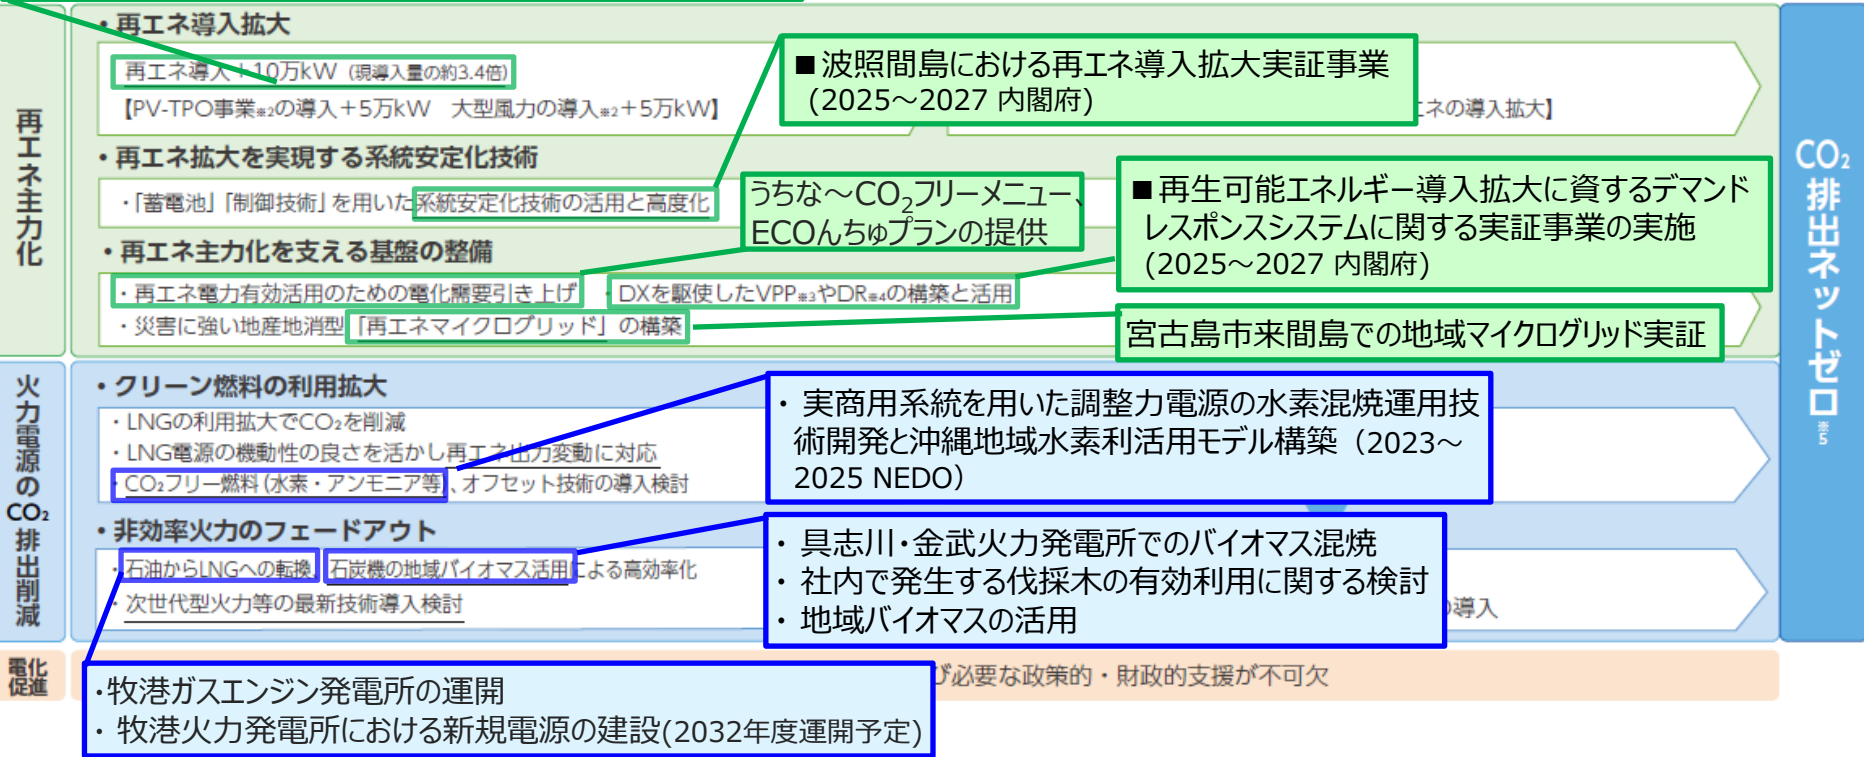 再エネ主力化
・再エネ導入拡大
再エネ導入+10万kW（現導入量の約3.4倍）
【PV-TPO事業※2の導入+5万kW　大型風力の導入※2+5万kW】
■波照間島における再エネ導入拡大実証事業
(2025～2027 内閣府)
エネの導入拡大】
・再エネ拡大を実現する系統安定化技術
・「蓄電池」「制御技術」を用いた系統安定化技術の活用と高度化
うちな～CO₂フリーメニュー、
ECOんちゅプランの提供
■再生可能エネルギー導入拡大に資するデマンド
レスポンスシステムに関する実証事業の実施
(2025～2027 内閣府)
・再エネ主力化を支える基盤の整備
・再エネ電力有効活用のための電化需要引き上げ　・DXを駆使したVPP※3やDR※4の構築と活用
・災害に強い地産地消型「再エネマイクログリッド」の構築
宮古島市来間島での地域マイクログリッド実証
火力電源のCO₂排出削減
・クリーン燃料の利用拡大
・LNGの利用拡大でCO₂を削減
・LNG電源の機動性の良さを活かし再エネ出力変動に対応
・CO₂フリー燃料（水素・アンモニア等）、オフセット技術の導入検討
・ 実商用系統を用いた調整力電源の水素混焼運用技
術開発と沖縄地域水素利活用モデル構築（2023～
2025 NEDO）
・非効率火力のフェードアウト
・石油からLNGへの転換、石炭機の地域バイオマス活用による高効率化
・次世代型火力等の最新技術導入検討
・ 具志川・金武火力発電所でのバイオマス混焼
・ 社内で発生する伐採木の有効利用に関する検討
・ 地域バイオマスの活用
の導入
電化促進
び必要な政策的・財政的支援が不可欠
・牧港ガスエンジン発電所の運開
・ 牧港火力発電所における新規電源の建設(2032年度運開予定)
CO₂排出ネットゼロ※5